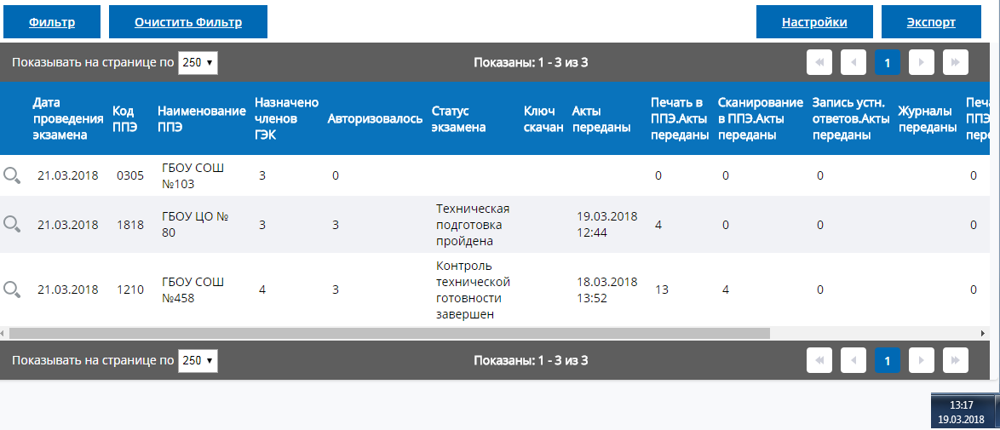 Фильтр Очистить Фильтр Настройки Экспорт
Показывать на странице по 250 Показаны: 1 - 3 из 3 1
Дата проведения экзамена
Код ППЭ
Наименование ППЭ
Назначено членов ГЭК
Авторизовалось
Статус экзамена
Ключ скачан
Акты переданы
Печать в ППЭ.Акты переданы
Сканирование в ППЭ.Акты переданы
Запись устн. ответов.Акты переданы
Журналы переданы
21.03.2018 0305 ГБОУ СОШ №103 3 0 0 0 0 0
21.03.2018 1818 ГБОУ ЦО № 80 3 3 Техническая подготовка пройдена 19.03.2018 12:44 4 0 0 0
21.03.2018 1210 ГБОУ СОШ №458 4 3 Контроль технической готовности завершен 18.03.2018 13:52 13 4 0 0
Показывать на странице по 250 Показаны: 1 - 3 из 3 1
13:17
19.03.2018